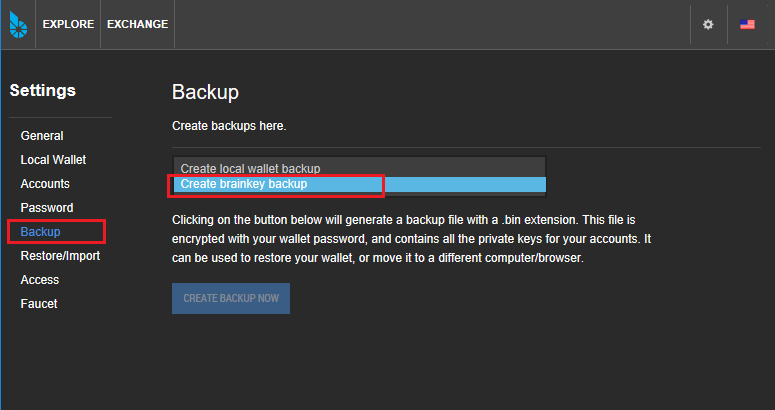 EXPLORE EXCHANGE
Settings
General
Local Wallet
Accounts
Password
Backup
Restore/Import
Access
Faucet
Backup
Create backups here.
Create local wallet backup
Create brainkey backup
Clicking on the button below will generate a backup file with a .bin extension. This file is
encrypted with your wallet password, and contains all the private keys for your accounts. It
can be used to restore your wallet, or move it to a different computer/browser.
CREATE BACKUP NOW